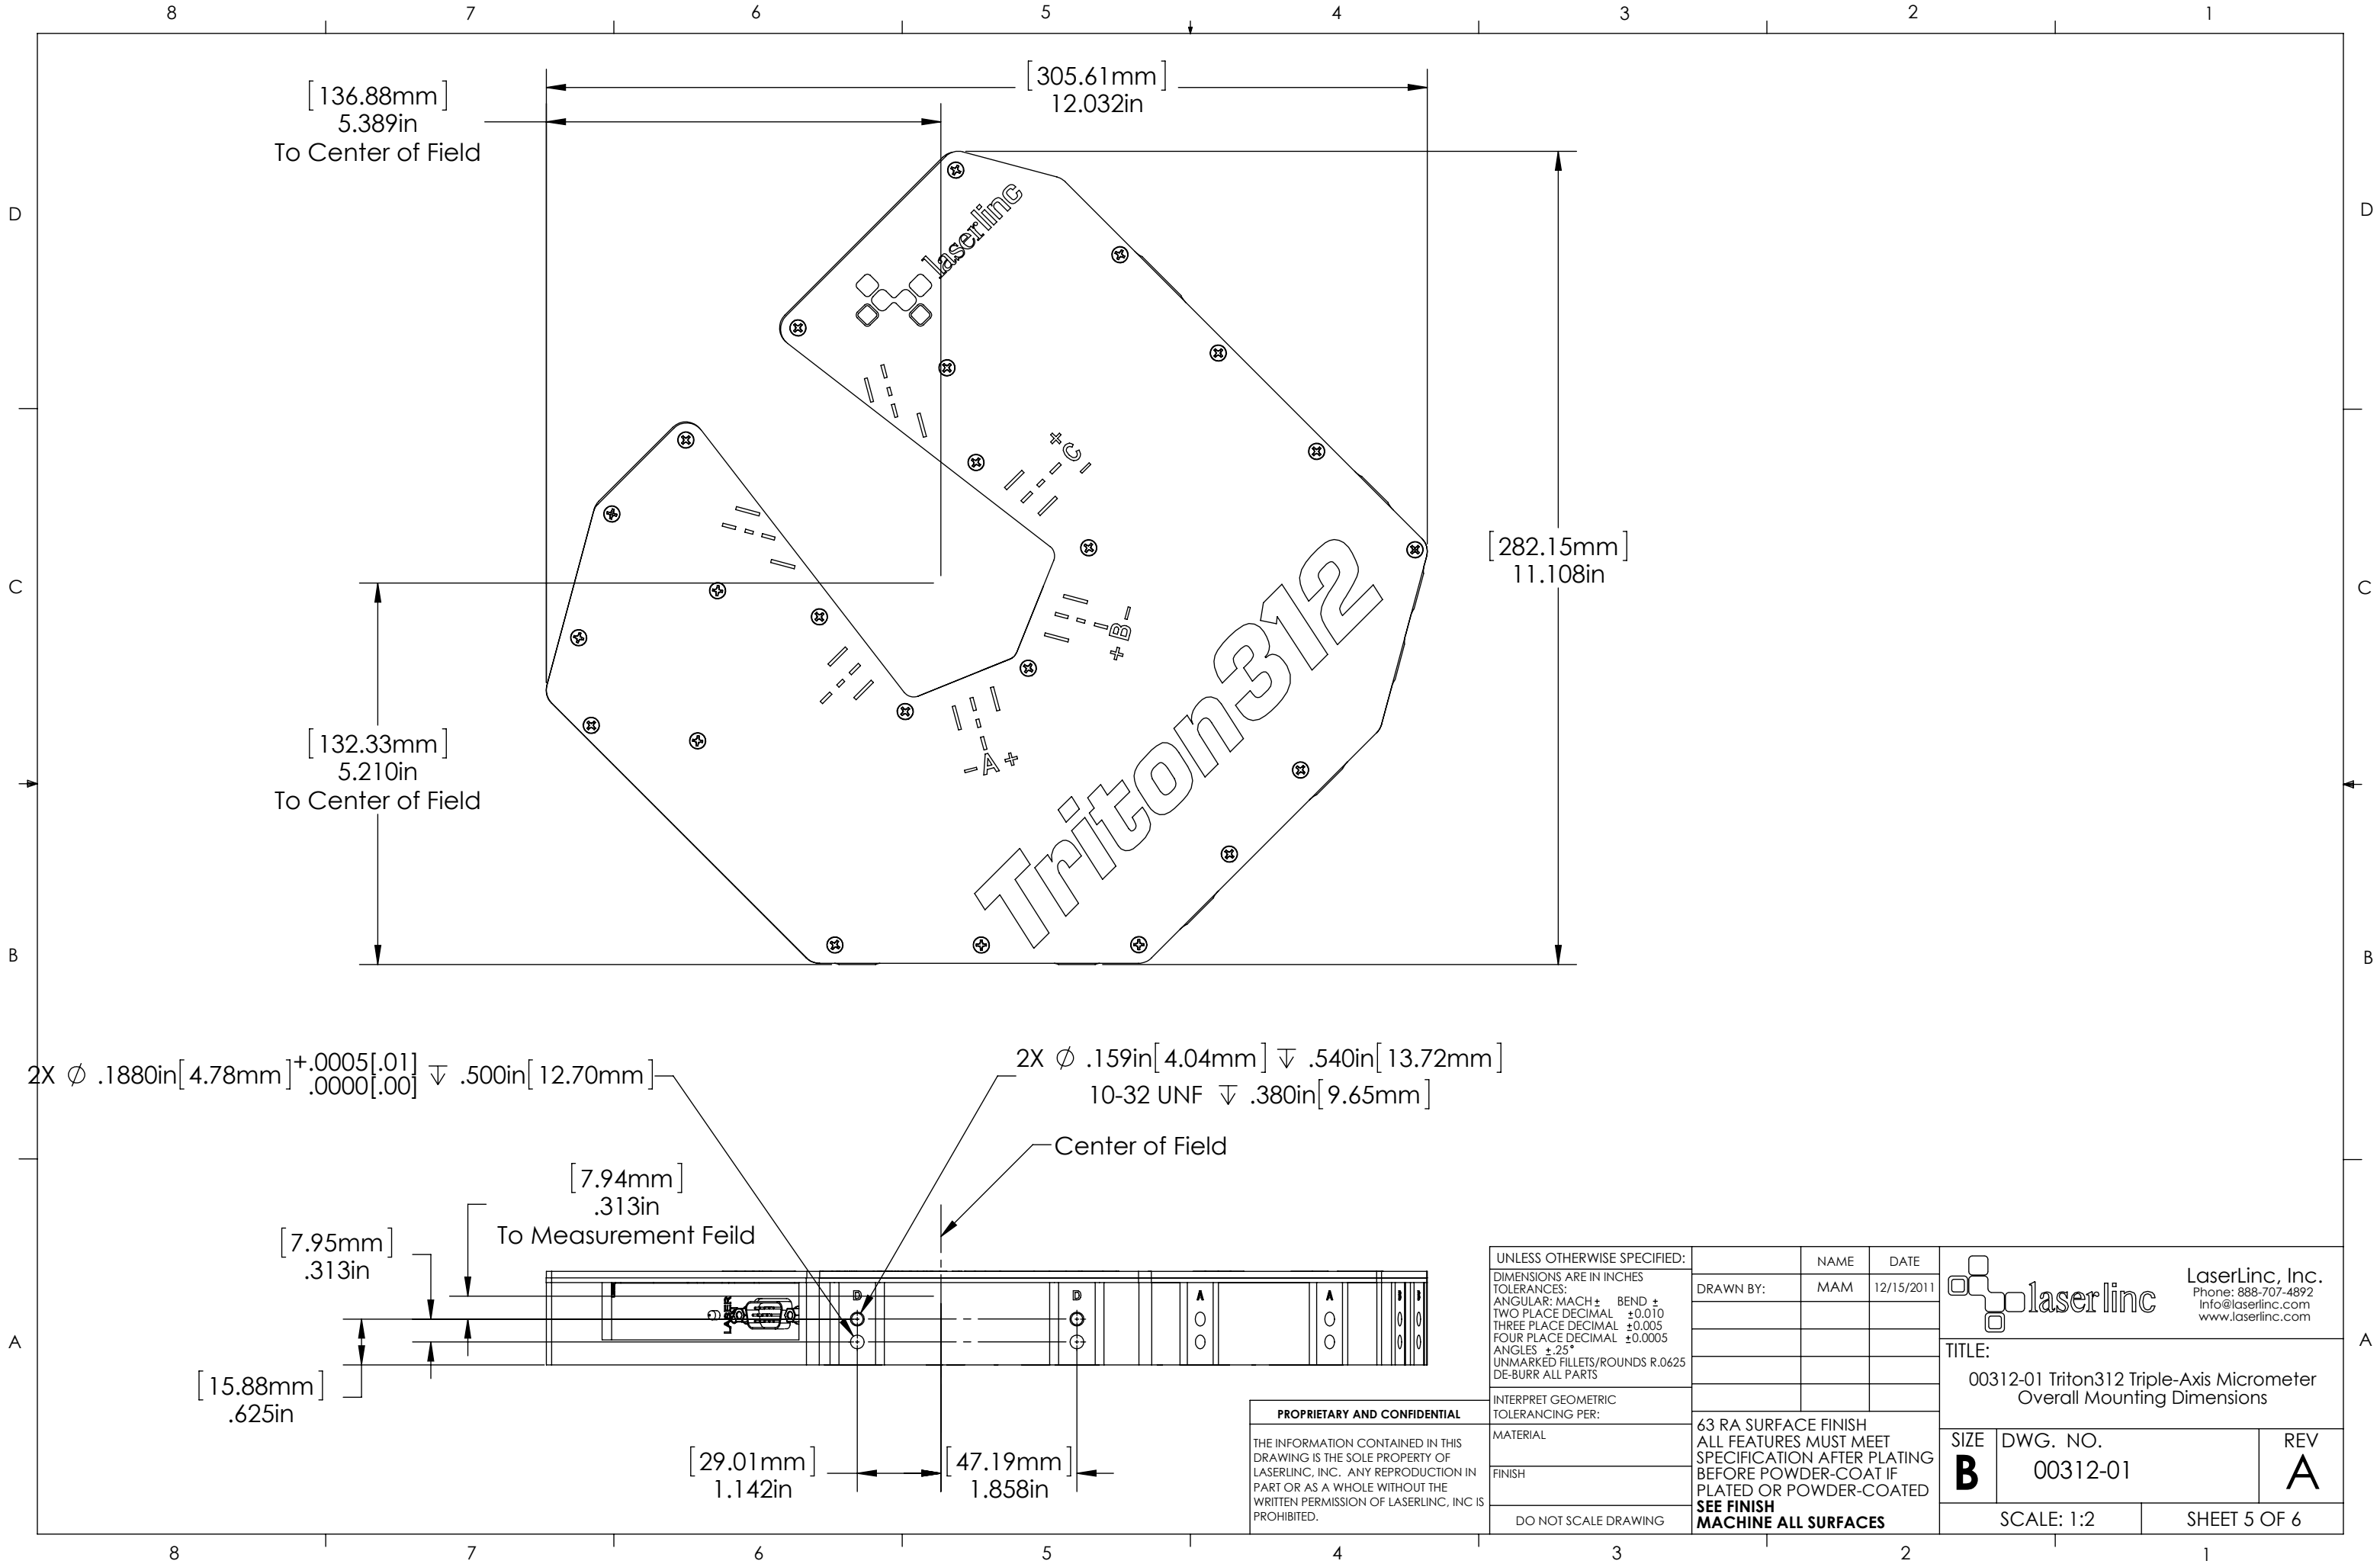 8 7 6 5 4 3 2 1
[305.61mm]
12.032in
[136.88mm]
5.389in
To Center of Field
D D
laserlinc
+C-
[282.15mm]
11.108in
C C
+B-
Triton312
-A+
[132.33mm]
5.210in
To Center of Field
B B
2X ∅ .1880in[4.78mm] +.0005[.01] .0000[.00] ↧ .500in[12.70mm]
2X ∅ .159in[4.04mm] ↧ .540in[13.72mm]
10-32 UNF ↧ .380in[9.65mm]
Center of Field
[7.94mm]
.313in
To Measurement Feild
[7.95mm]
.313in
LASER
D D A A B B
[15.88mm]
.625in
[29.01mm]
1.142in
[47.19mm]
1.858in
A A
PROPRIETARY AND CONFIDENTIAL
THE INFORMATION CONTAINED IN THIS
DRAWING IS THE SOLE PROPERTY OF
LASERLINC, INC. ANY REPRODUCTION IN
PART OR AS A WHOLE WITHOUT THE
WRITTEN PERMISSION OF LASERLINC, INC IS
PROHIBITED.
UNLESS OTHERWISE SPECIFIED:
DIMENSIONS ARE IN INCHES
TOLERANCES:
ANGULAR: MACH± BEND ±
TWO PLACE DECIMAL ±0.010
THREE PLACE DECIMAL ±0.005
FOUR PLACE DECIMAL ±0.0005
ANGLES ±.25°
UNMARKED FILLETS/ROUNDS R.0625
DE-BURR ALL PARTS
INTERPRET GEOMETRIC
TOLERANCING PER:
MATERIAL
FINISH
DO NOT SCALE DRAWING
NAME DATE
DRAWN BY: MAM 12/15/2011
63 RA SURFACE FINISH
ALL FEATURES MUST MEET
SPECIFICATION AFTER PLATING
BEFORE POWDER-COAT IF
PLATED OR POWDER-COATED
SEE FINISH
MACHINE ALL SURFACES
laserlinc
LaserLinc, Inc.
Phone: 888-707-4892
Info@laserlinc.com
www.laserlinc.com
TITLE:
00312-01 Triton312 Triple-Axis Micrometer
Overall Mounting Dimensions
SIZE DWG. NO. REV
B 00312-01 A
SCALE: 1:2 SHEET 5 OF 6
8 7 6 5 4 3 2 1